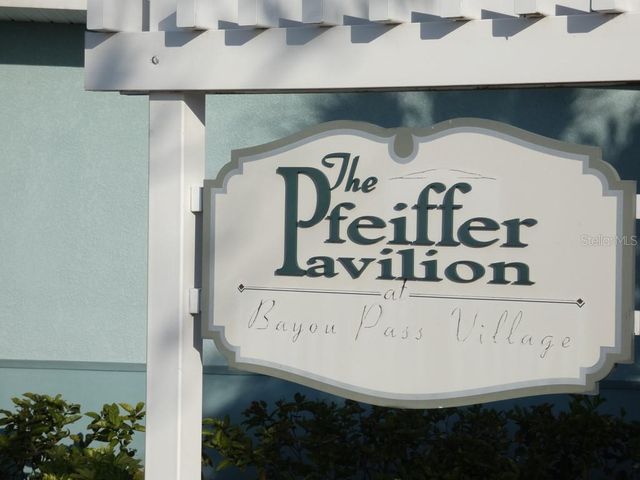 The
Pfeiffer
Pavilion
at
Bayou Pass Village
Stellar MLS